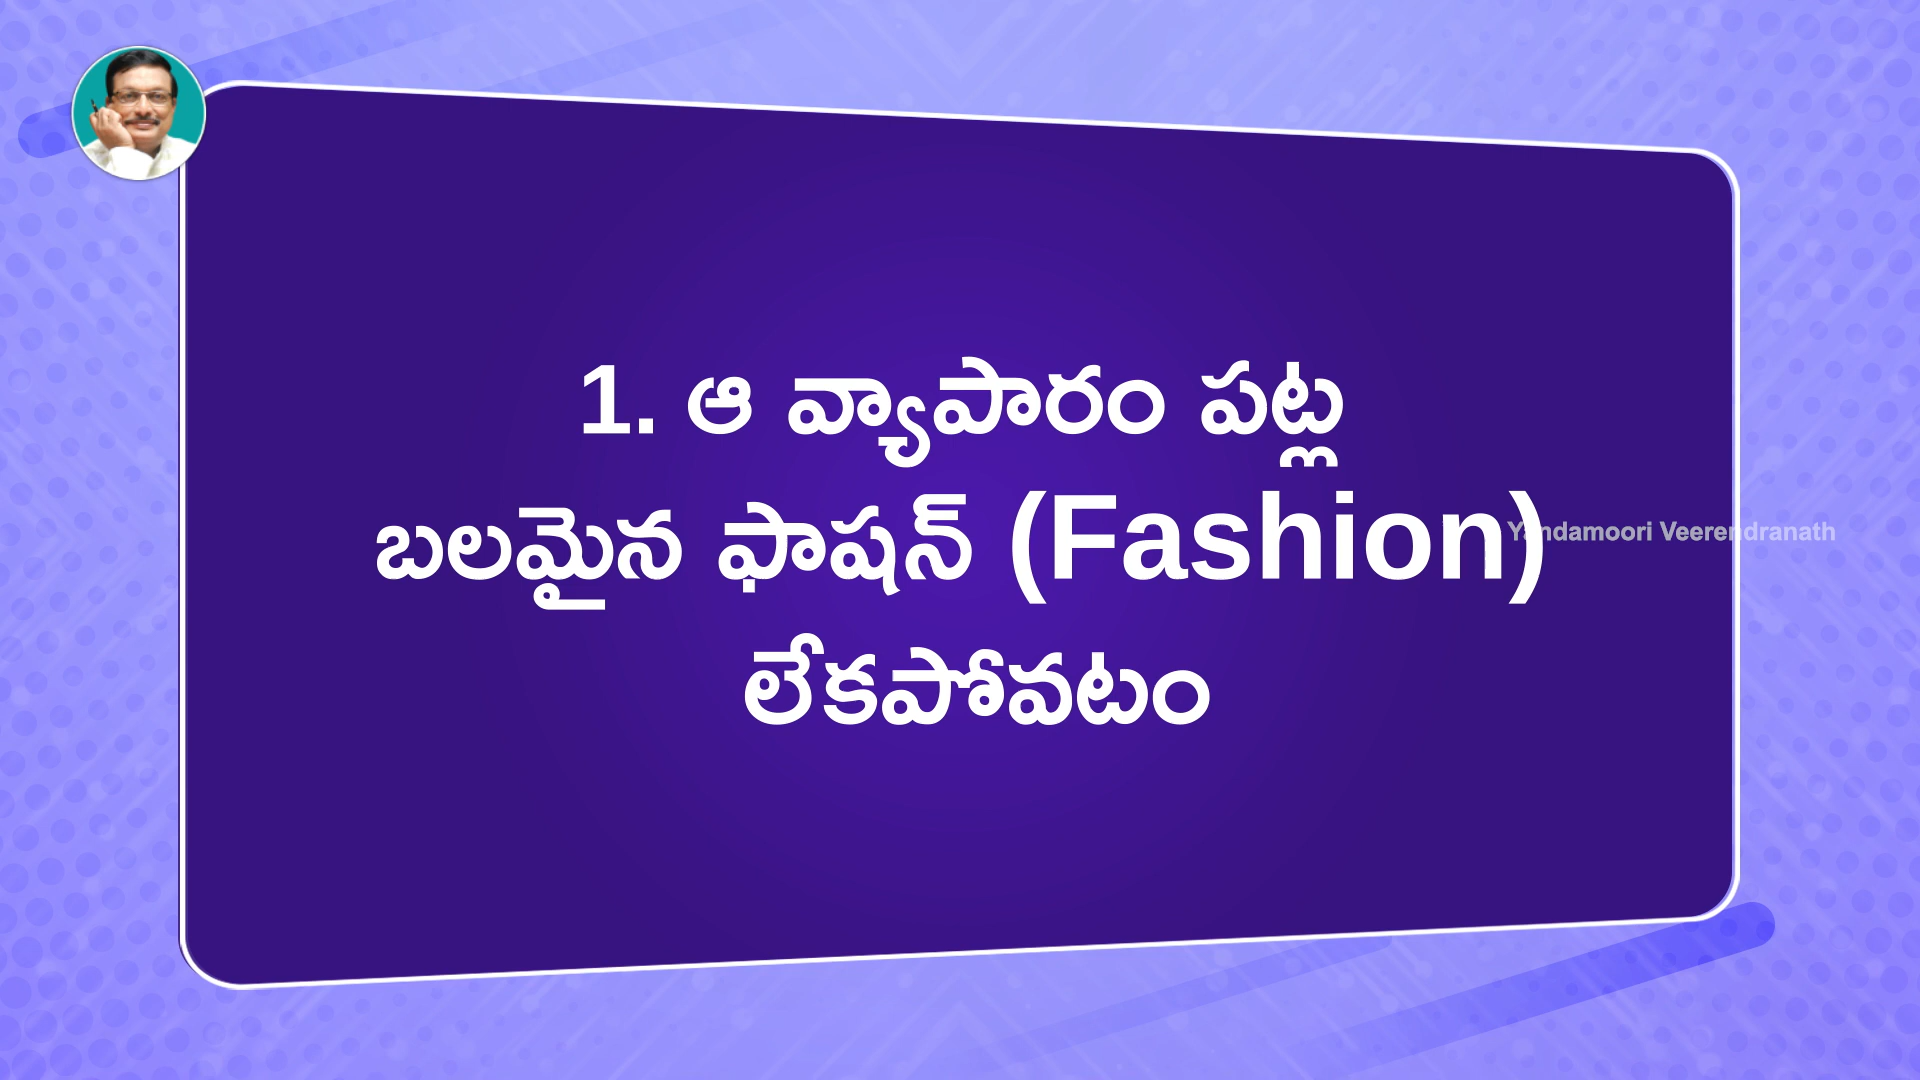 1. ఆ వ్యాపారం పట్ల
బలమైన ఫాషన్ (Fashion)
లేకపోవటం
Yandamoori Veerendranath